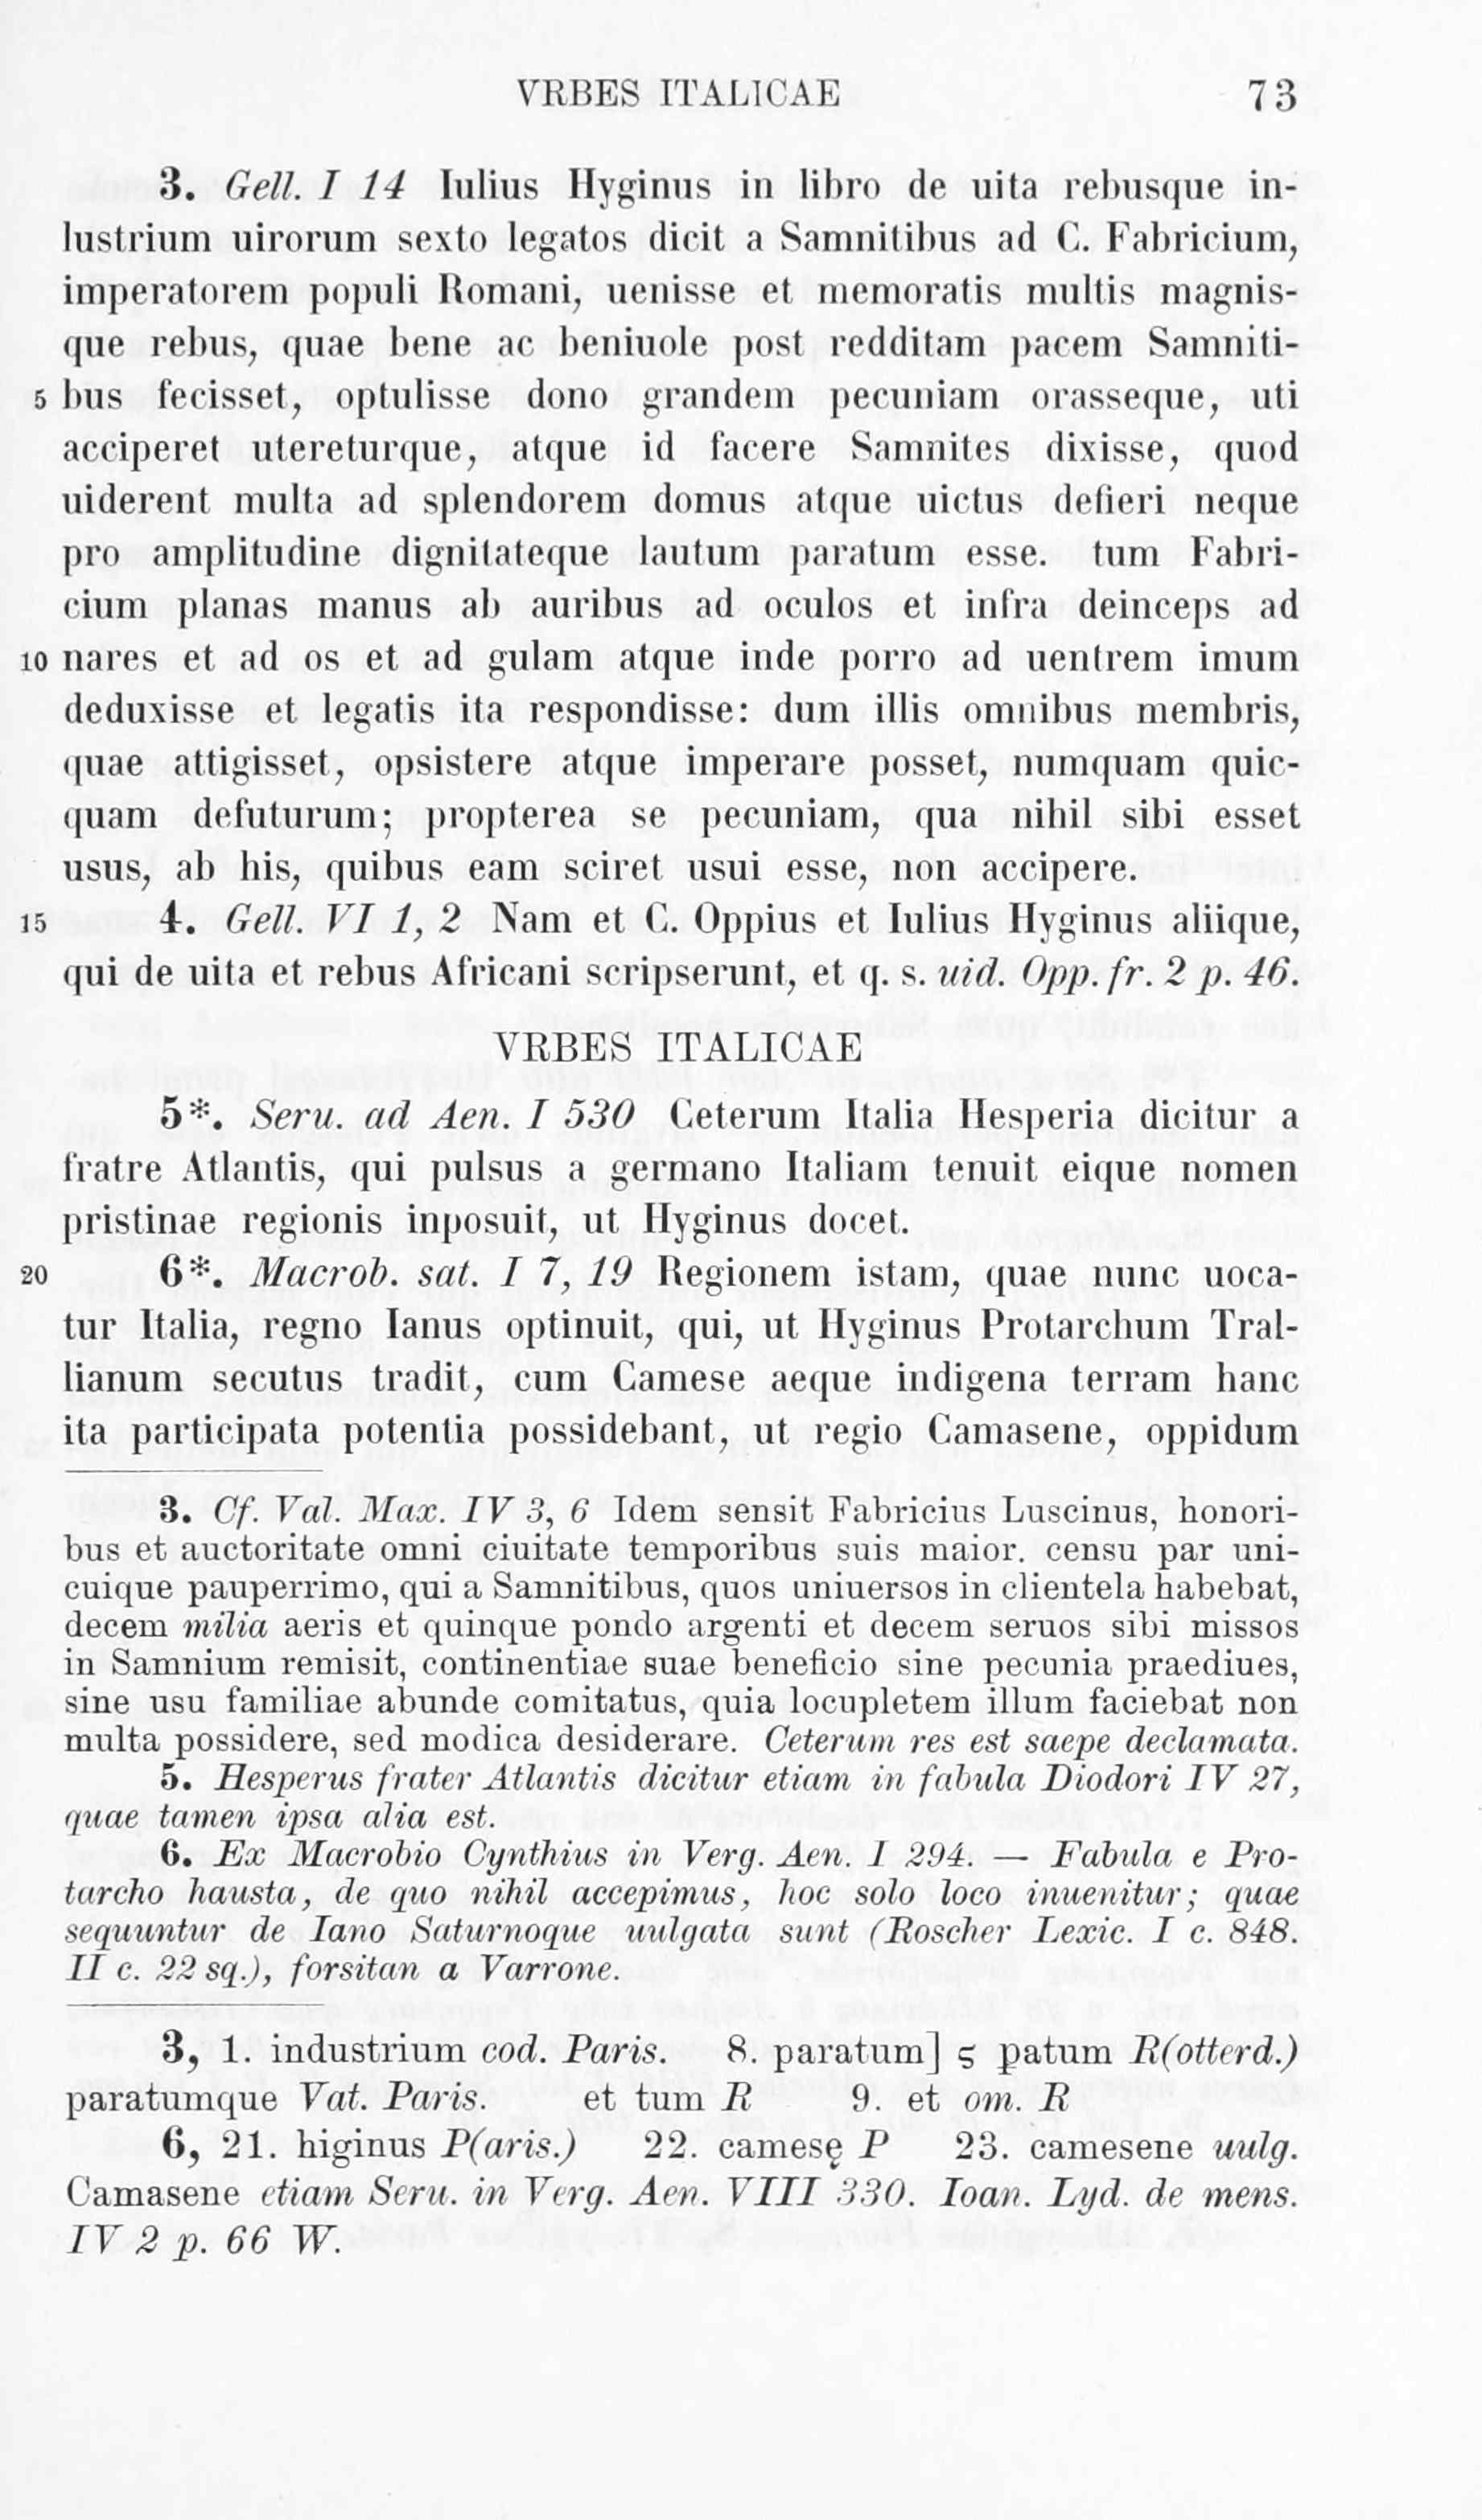 VRBES ITALICAE 73
3. Gell. I 14 Iulius Hyginus in libro de uita rebusque in-
lustrium uirorum sexto legatos dicit a Samnitibus ad C. Fabricium,
imperatorem populi Romani, uenisse et memoratis multis magnis-
que rebus, quae bene ac beniuole post redditam pacem Samniti-
5 bus fecisset, optulisse dono grandem pecuniam orasseque, uti
acciperet utereturque, atque id facere Samnites dixisse, quod
uiderent multa ad splendorem domus atque uictus defieri neque
pro amplitudine dignitateque lautum paratum esse. tum Fabri-
cium planas manus ab auribus ad oculos et infra deinceps ad
10 nares et ad os et ad gulam atque inde porro ad uentrem imum
deduxisse et legatis ita respondisse: dum illis omnibus membris,
quae attigisset, opsistere atque imperare posset, numquam quic-
quam defuturum; propterea se pecuniam, qua nihil sibi esset
usus, ab his, quibus eam sciret usui esse, non accipere.
15 4. Gell. VI 1, 2 Nam et C. Oppius et Iulius Hyginus aliique,
qui de uita et rebus Africani scripserunt, et q. s. uid. Opp. fr. 2 p. 46.
VRBES ITALICAE
5*. Seru. ad Aen. I 530 Ceterum Italia Hesperia dicitur a
fratre Atlantis, qui pulsus a germano Italiam tenuit eique nomen
pristinae regionis inposuit, ut Hyginus docet.
20 6*. Macrob. sat. I 7, 19 Regionem istam, quae nunc uoca-
tur Italia, regno Ianus optinuit, qui, ut Hyginus Protarchum Tral-
lianum secutus tradit, cum Camese aeque indigena terram hanc
ita participata potentia possidebant, ut regio Camasene, oppidum
3. Cf. Val. Max. IV 3, 6 Idem sensit Fabricius Luscinus, honori-
bus et auctoritate omni ciuitate temporibus suis maior. censu par uni-
cuique pauperrimo, qui a Samnitibus, quos uniuersos in clientela habebat,
decem milia aeris et quinque pondo argenti et decem seruos sibi missos
in Samnium remisit, continentiae suae beneficio sine pecunia praediues,
sine usu familiae abunde comitatus, quia locupletem illum faciebat non
multa possidere, sed modica desiderare. Ceterum res est saepe declamata.
5. Hesperus frater Atlantis dicitur etiam in fabula Diodori IV 27,
quae tamen ipsa alia est.
6. Ex Macrobio Cynthius in Verg. Aen. I 294. — Fabula e Pro-
tarcho hausta, de quo nihil accepimus, hoc solo loco inuenitur; quae
sequuntur de Iano Saturnoque uulgata sunt (Roscher Lexic. I c. 848.
II c. 22 sq.), forsitan a Varrone.
3, 1. industrium cod. Paris. 8. paratum] ς ꝑatum R(otterd.)
paratumque Vat. Paris. et tum R 9. et om. R
6, 21. higinus P(aris.) 22. camesę P 23. camesene uulg.
Camasene etiam Seru. in Verg. Aen. VIII 330. Ioan. Lyd. de mens.
IV 2 p. 66 W.